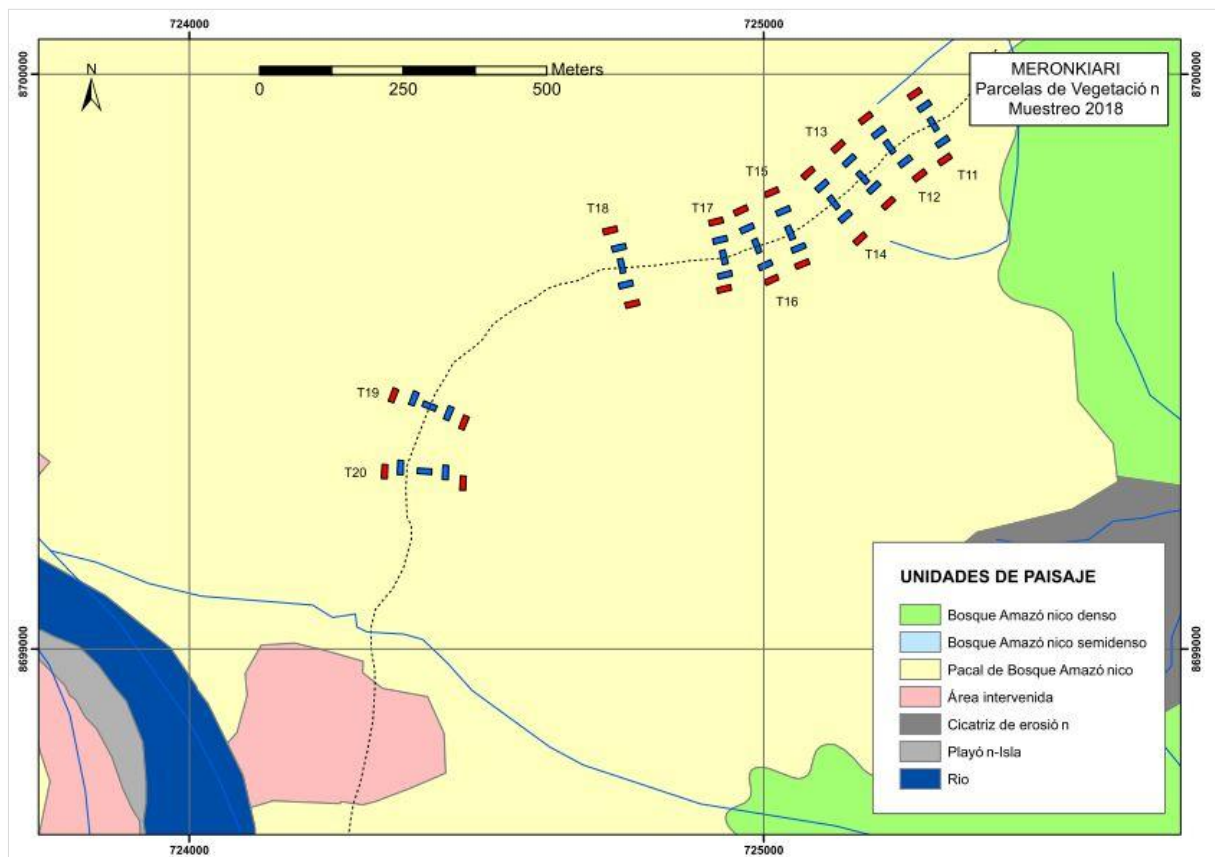 724000
725000
8700000
8700000
N
Meters
0
250
500
MERONKIARI
Parcelas de Vegetació n
Muestreo 2018
T13
T15
T11
T12
T18
T17
T14
T16
T19
T20
UNIDADES DE PAISAJE
Bosque Amazó nico denso
Bosque Amazó nico semidenso
Pacal de Bosque Amazó nico
Área intervenida
Cicatriz de erosió n
Playó n-Isla
Rio
8699000
8699000
724000
725000